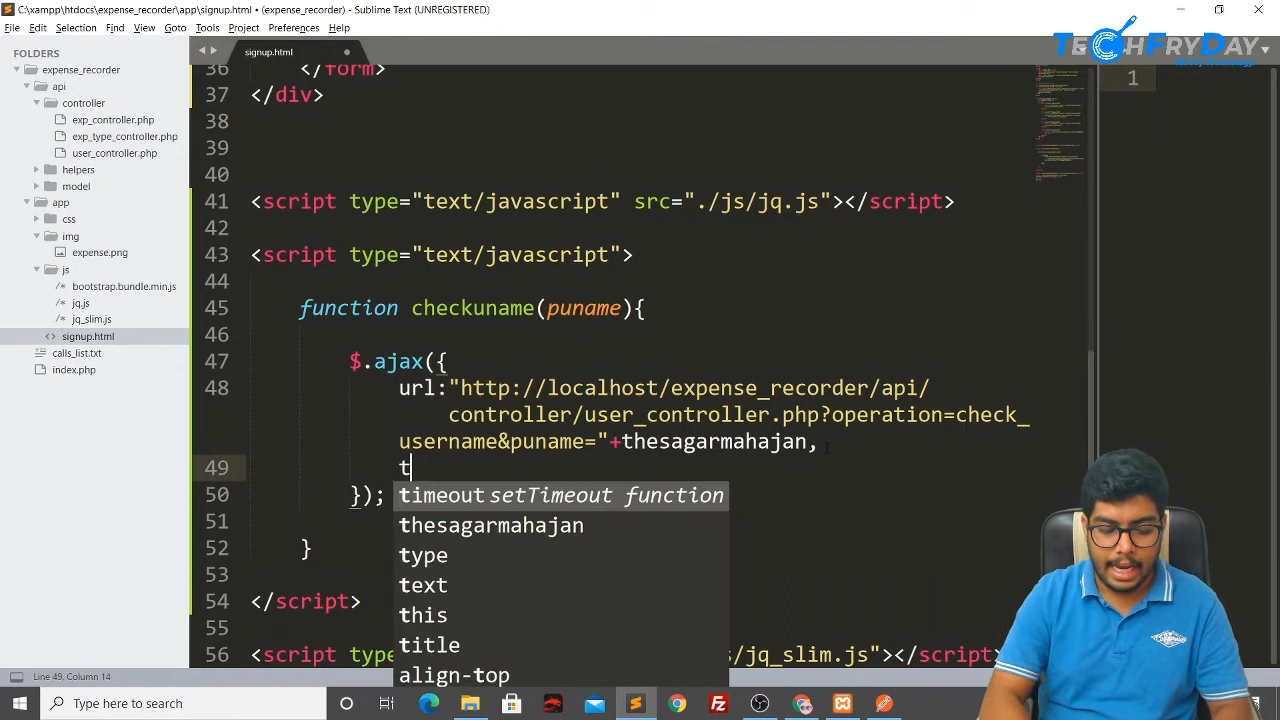 C:\xampp\htdocs\expense_recorder\app\signup.html • (expense_recorder) - Sublime Text (UNREGISTERED)
File Edit Selection Find View Goto Tools Project Preferences Help
TECHFRYDAY
FOLDERS
expense_recorder
api
controller
exp_type_controller.php
user_controller.php
helpers
model
app
css
img
expense.png
js
bootstrap.bundle.min.js
jq.js
jq_slim.js
signup.html
calls_list.txt
index.php
signup.html
36 </form>
37 </div>
38
39
40
41 <script type="text/javascript" src="./js/jq.js"></script>
42
43 <script type="text/javascript">
44
45 function checkuname(puname){
46
47 $.ajax({
48 url:"http://localhost/expense_recorder/api/
controller/user_controller.php?operation=check_
username&puname="+thesagarmahajan,
49 t
50 });
51
52 }
53
54 </script>
55
56 <script type
s/jq_slim.js"></script>
timeout setTimeout function
thesagarmahajan
type
text
this
title
align-top
1
Line 49, Column 14
Type here to search